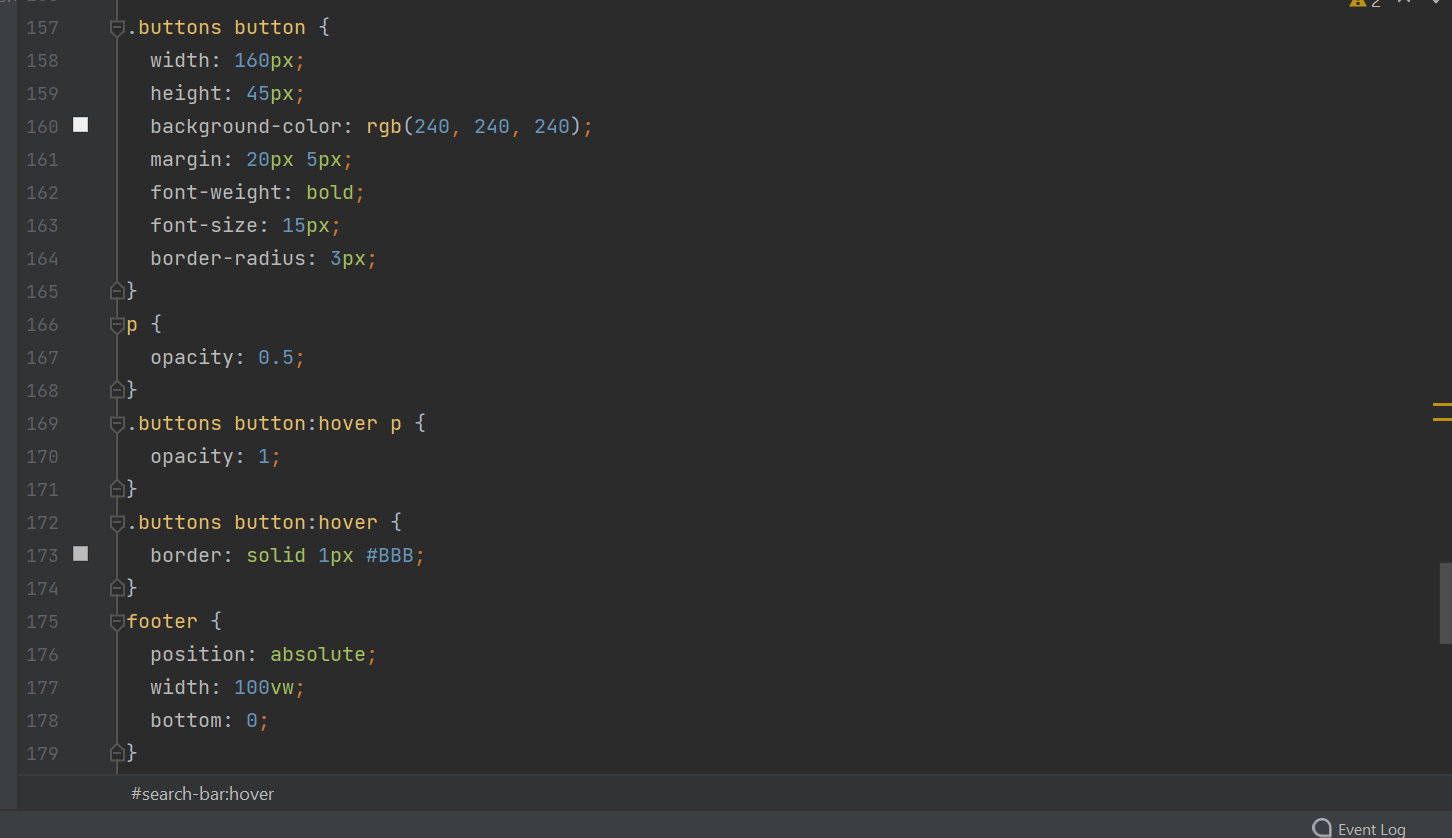 2
157 .buttons button {
158 width: 160px;
159 height: 45px;
160 background-color: rgb(240, 240, 240);
161 margin: 20px 5px;
162 font-weight: bold;
163 font-size: 15px;
164 border-radius: 3px;
165 }
166 p {
167 opacity: 0.5;
168 }
169 .buttons button:hover p {
170 opacity: 1;
171 }
172 .buttons button:hover {
173 border: solid 1px #BBB;
174 }
175 footer {
176 position: absolute;
177 width: 100vw;
178 bottom: 0;
179 }
#search-bar:hover
Event Log